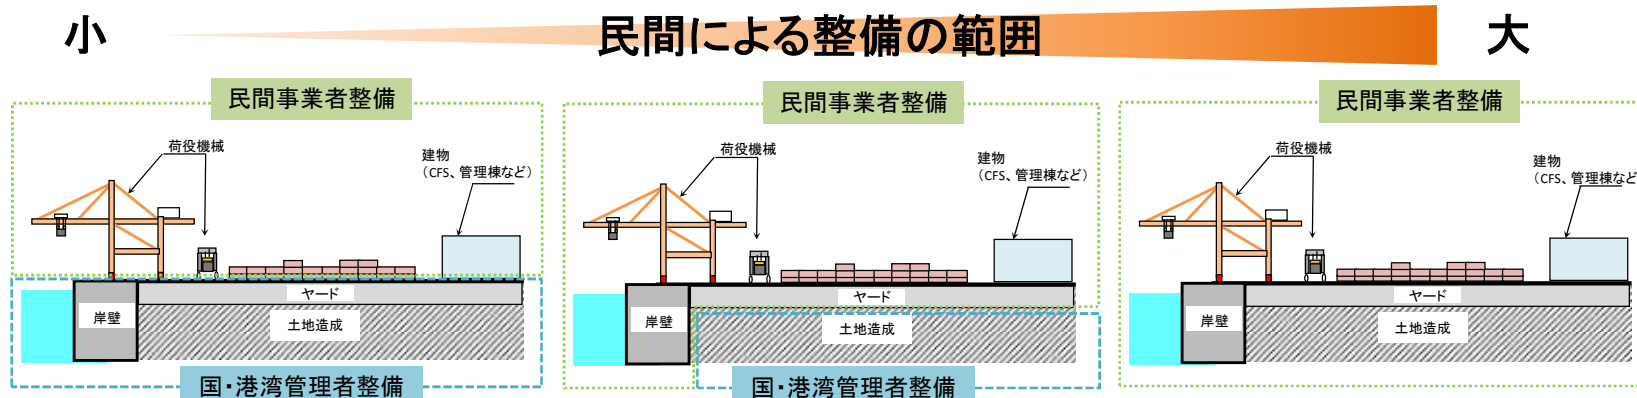 小
民間による整備の範囲
大
民間事業者整備
荷役機械
建物
（CFS、管理棟など）
ヤード
岸壁
土地造成
国・港湾管理者整備
民間事業者整備
荷役機械
建物
（CFS、管理棟など）
ヤード
岸壁
土地造成
国・港湾管理者整備
民間事業者整備
荷役機械
建物
（CFS、管理棟など
ヤード
岸壁
土地造成